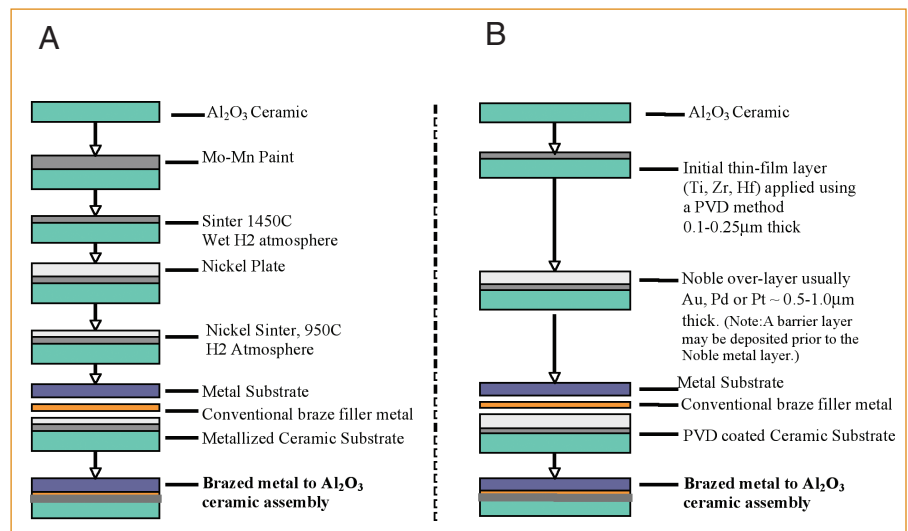 A
Al₂O₃ Ceramic
Mo-Mn Paint
Sinter 1450C
Wet H2 atmosphere
Nickel Plate
Nickel Sinter, 950C
H2 Atmosphere
Metal Substrate
Conventional braze filler metal
Metallized Ceramic Substrate
Brazed metal to Al₂O₃
ceramic assembly
B
Al₂O₃ Ceramic
Initial thin-film layer
(Ti, Zr, Hf) applied using
a PVD method
0.1-0.25μm thick
Noble over-layer usually
Au, Pd or Pt ~ 0.5-1.0μm
thick. (Note:A barrier layer
may be deposited prior to the
Noble metal layer.)
Metal Substrate
Conventional braze filler metal
PVD coated Ceramic Substrate
Brazed metal to Al₂O₃
ceramic assembly